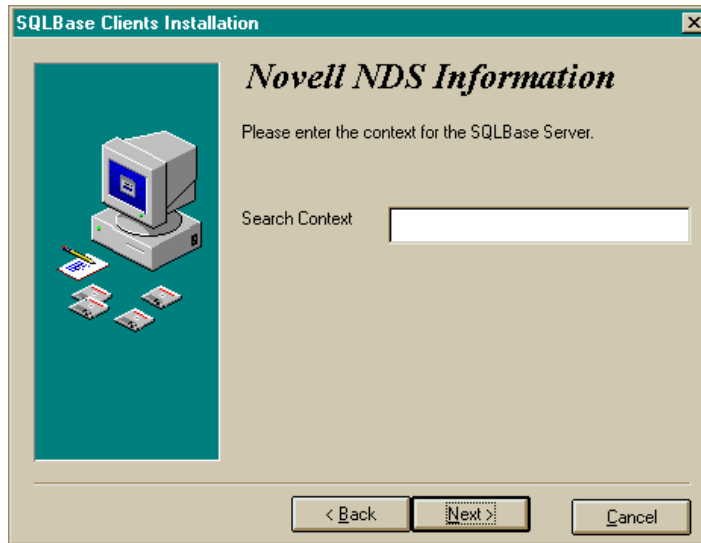 SQLBase Clients Installation
Novell NDS Information
Please enter the context for the SQLBase Server.
Search Context
< Back
Next >
Cancel